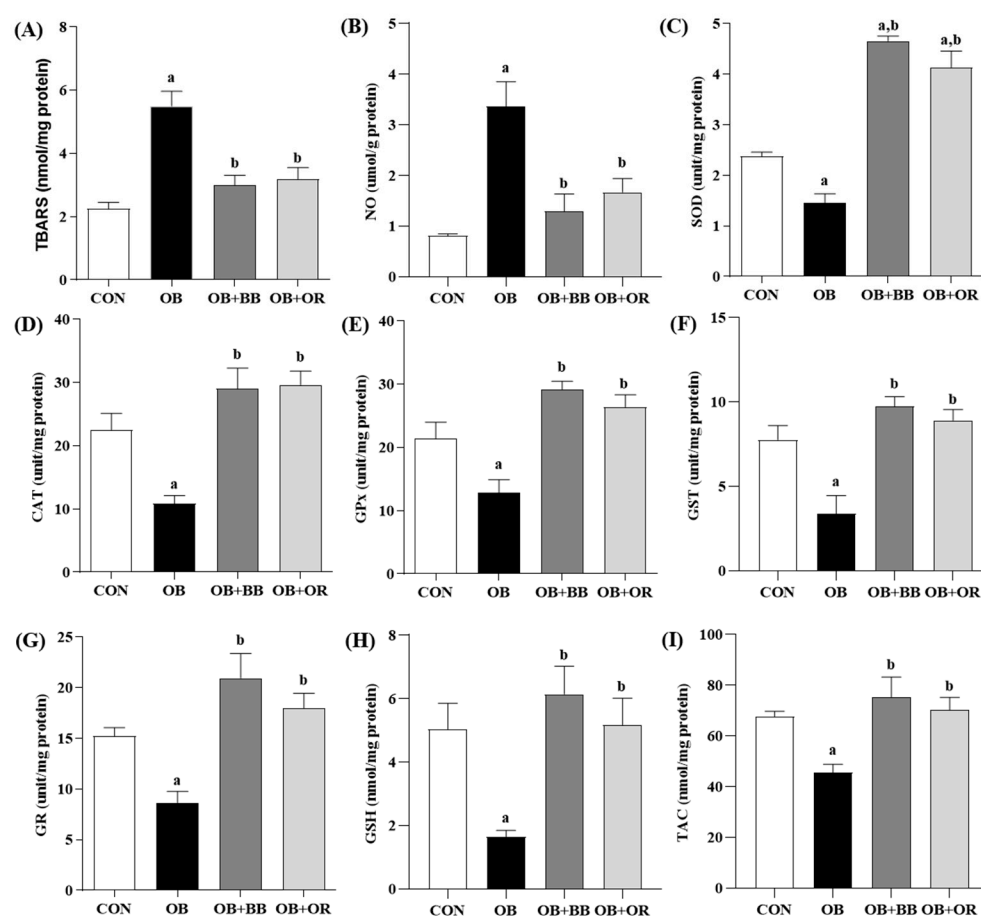 (A)
TBARS (nmol/mg protein)
8
6
4
2
0
a
b
b
CON OB OB+BB OB+OR
(B)
NO (umol/g protein)
5
4
3
2
1
0
a
b
b
CON OB OB+BB OB+OR
(C)
SOD (unit/mg protein)
5
4
3
2
1
0
a
a,b
a,b
CON OB OB+BB OB+OR
(D)
CAT (unit/mg protein)
40
30
20
10
0
a
b
b
CON OB OB+BB OB+OR
(E)
GPx (unit/mg protein)
40
30
20
10
0
a
b
b
CON OB OB+BB OB+OR
(F)
GST (unit/mg protein)
15
10
5
0
a
b
b
CON OB OB+BB OB+OR
(G)
GR (unit/mg protein)
25
20
15
10
5
0
a
b
b
CON OB OB+BB OB+OR
(H)
GSH (nmol/mg protein)
8
6
4
2
0
a
b
b
CON OB OB+BB OB+OR
(I)
TAC (nmol/mg protein)
100
80
60
40
20
0
a
b
b
CON OB OB+BB OB+OR